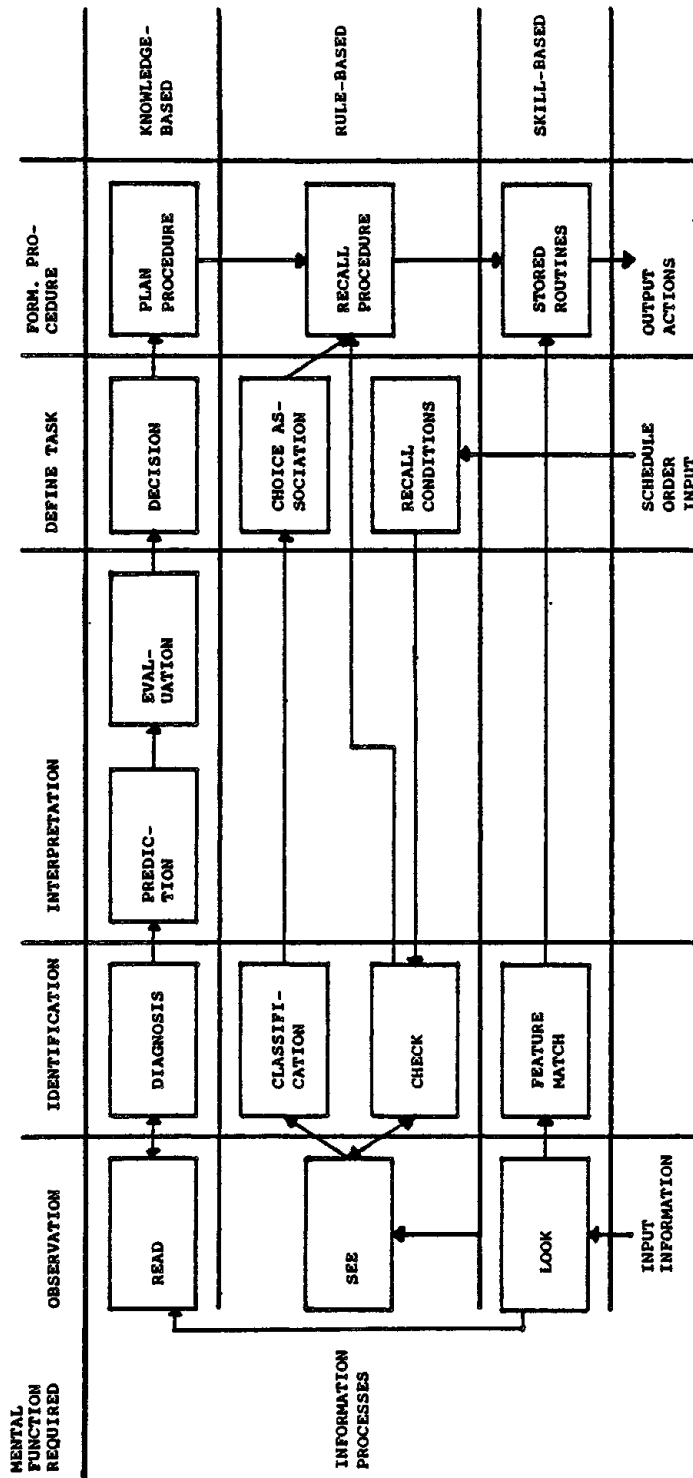 MENTAL
FUNCTION
REQUIRED
OBSERVATION
IDENTIFICATION
INTERPRETATION
DEFINE TASK
FORM. PRO-
CEDURE
READ
DIAGNOSIS
PREDIC-
TION
EVAL-
UATION
DECISION
PLAN
PROCEDURE
KNOWLEDGE-
BASED
INFORMATION
PROCESSES
SEE
CLASSIFI-
CATION
CHECK
CHOICE AS-
SOCIATION
RECALL
CONDITIONS
RECALL
PROCEDURE
RULE-BASED
LOOK
FEATURE
MATCH
STORED
ROUTINES
SKILL-BASED
INPUT
INFORMATION
SCHEDULE
ORDER
INPUT
OUTPUT
ACTIONS